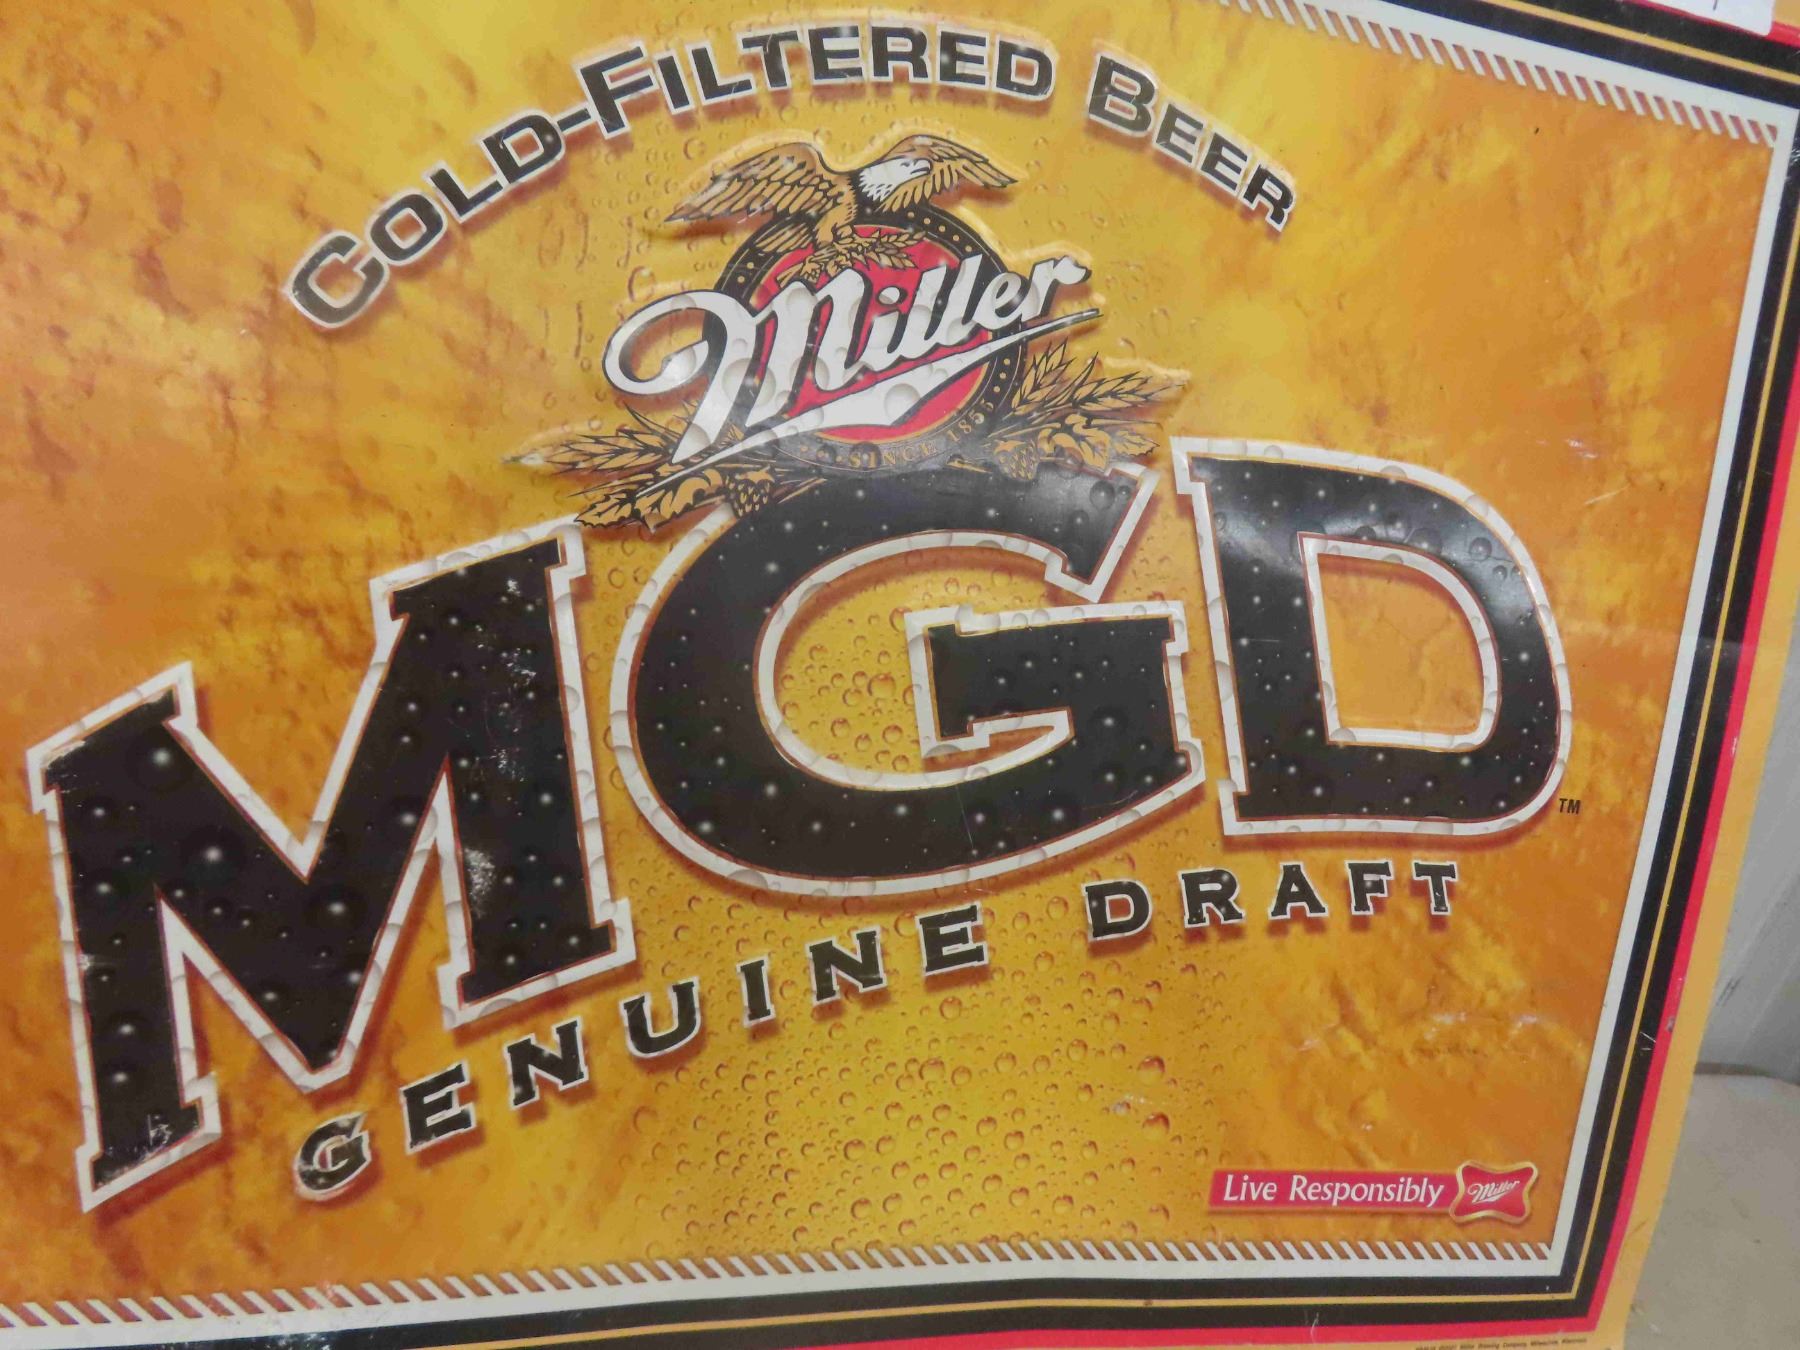 COLD-FILTERED BEER
Miller
SINCE 1855
MGD
TM
GENUINE DRAFT
Live Responsibly
Miller